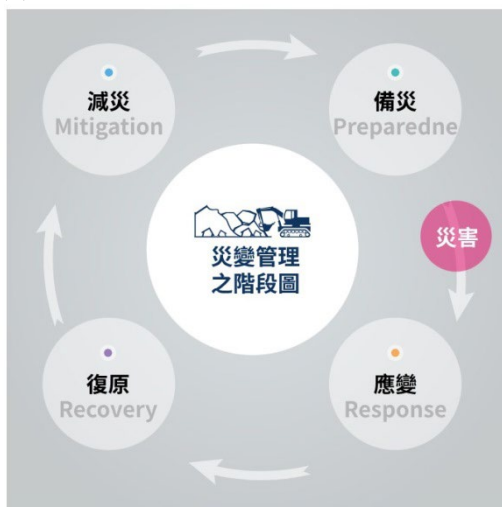 減災
Mitigation
備災
Preparedne
災變管理
之階段圖
災害
復原
Recovery
應變
Response